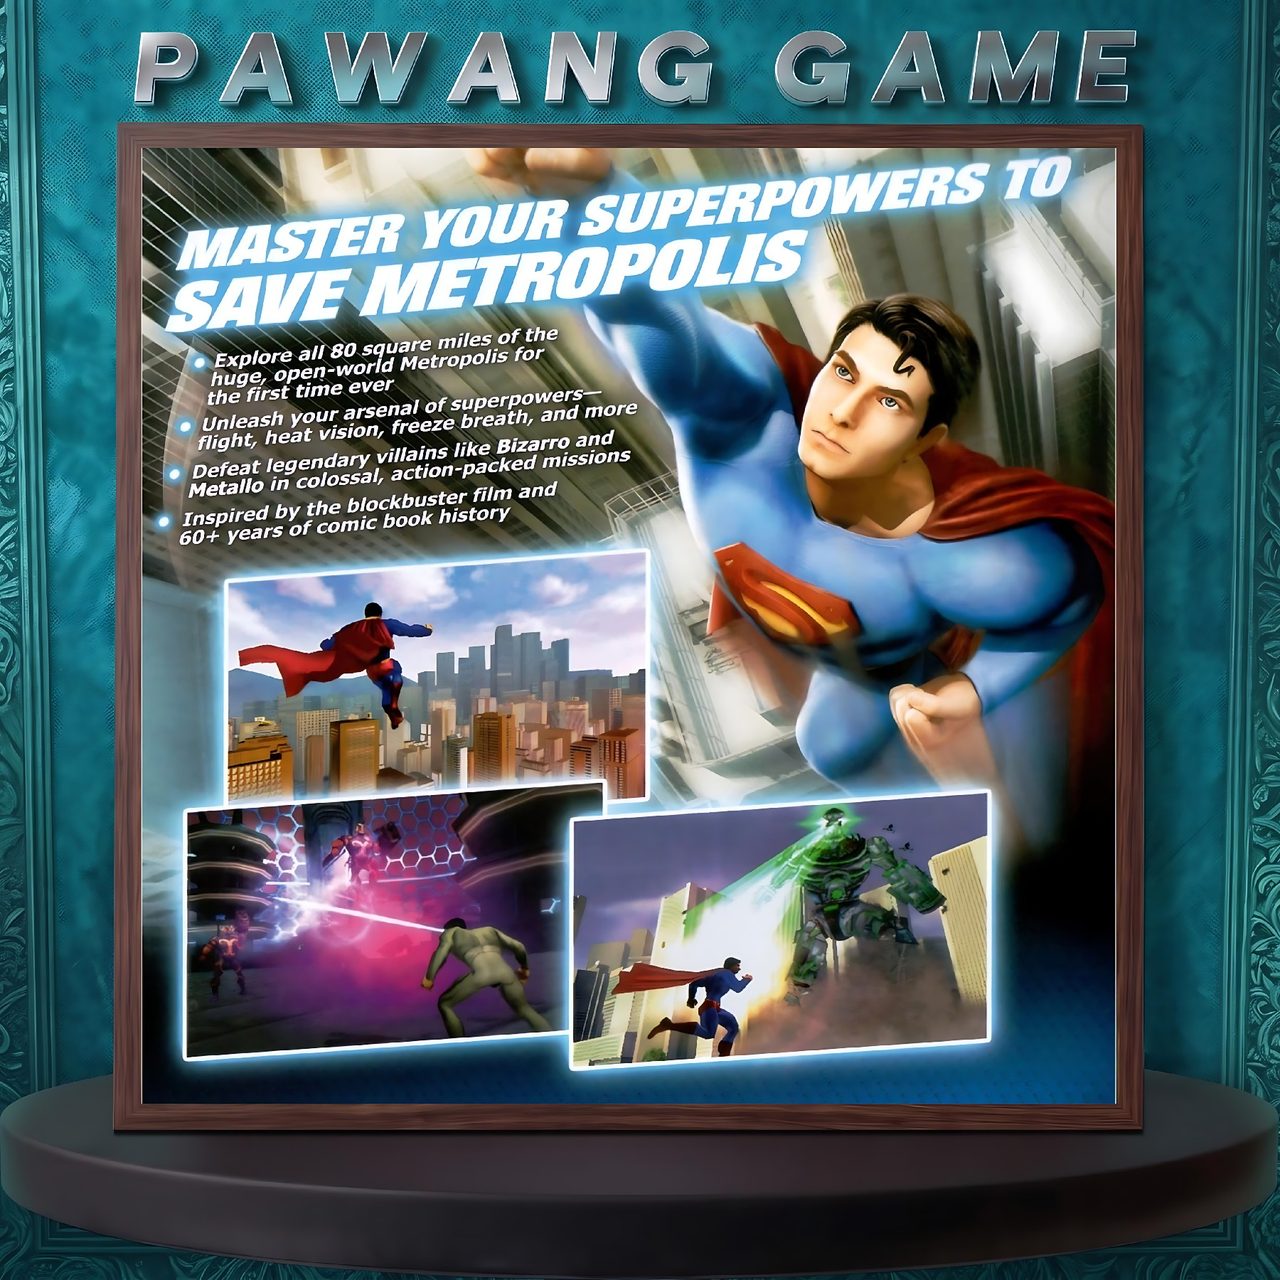 PAWANG GAME
MASTER YOUR SUPERPOWERS TO
SAVE METROPOLIS
Explore all 80 square miles of the
huge, open-world Metropolis for
the first time ever
Unleash your arsenal of superpowers—
flight, heat vision, freeze breath, and more
Defeat legendary villains like Bizarro and
Metallo in colossal, action-packed missions
Inspired by the blockbuster film and
60+ years of comic book history